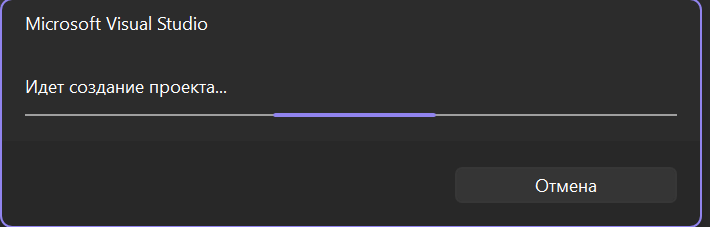 Microsoft Visual Studio
Идет создание проекта...
Отмена